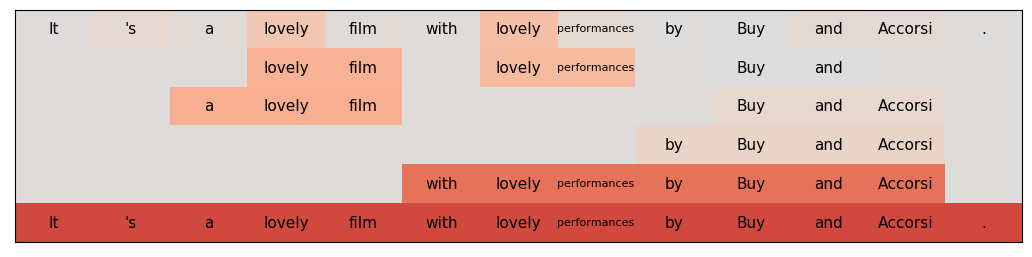 It 's a lovely film with lovely performances by Buy and Accorsi .
lovely film lovely performances Buy and
a lovely film Buy and Accorsi
by Buy and Accorsi
with lovely performances by Buy and Accorsi
It 's a lovely film with lovely performances by Buy and Accorsi .